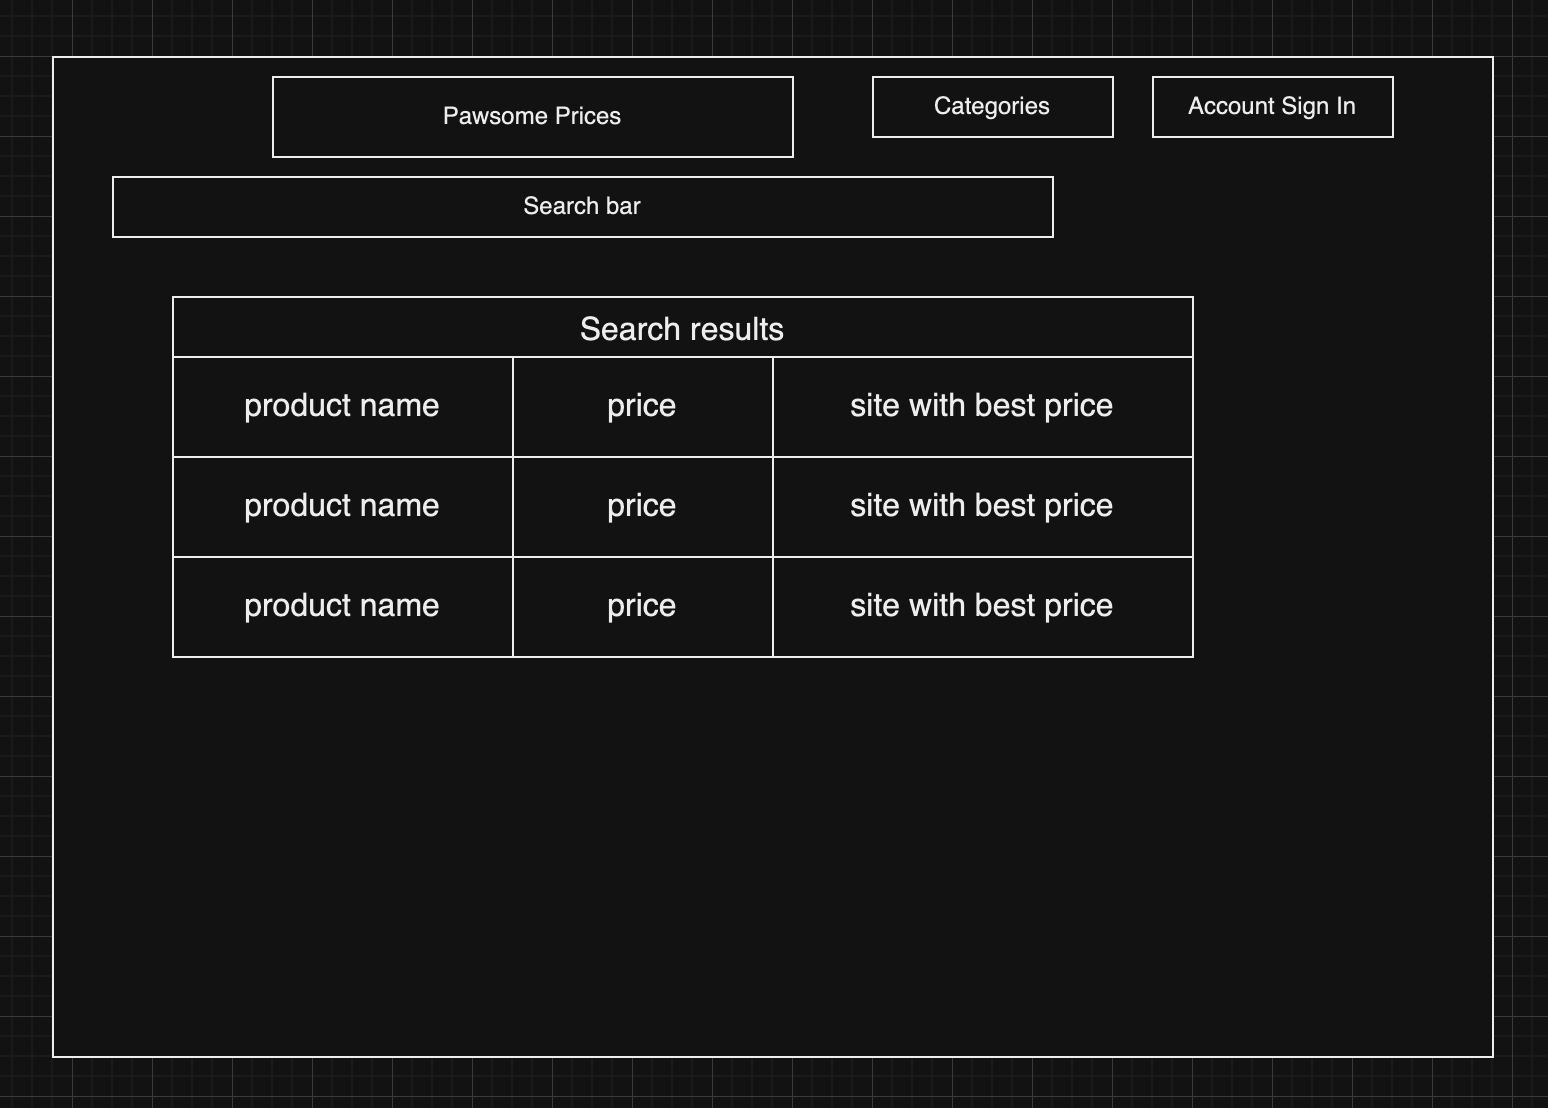 Pawsome Prices
Categories
Account Sign In
Search bar
Search results
product name
price
site with best price
product name
price
site with best price
product name
price
site with best price